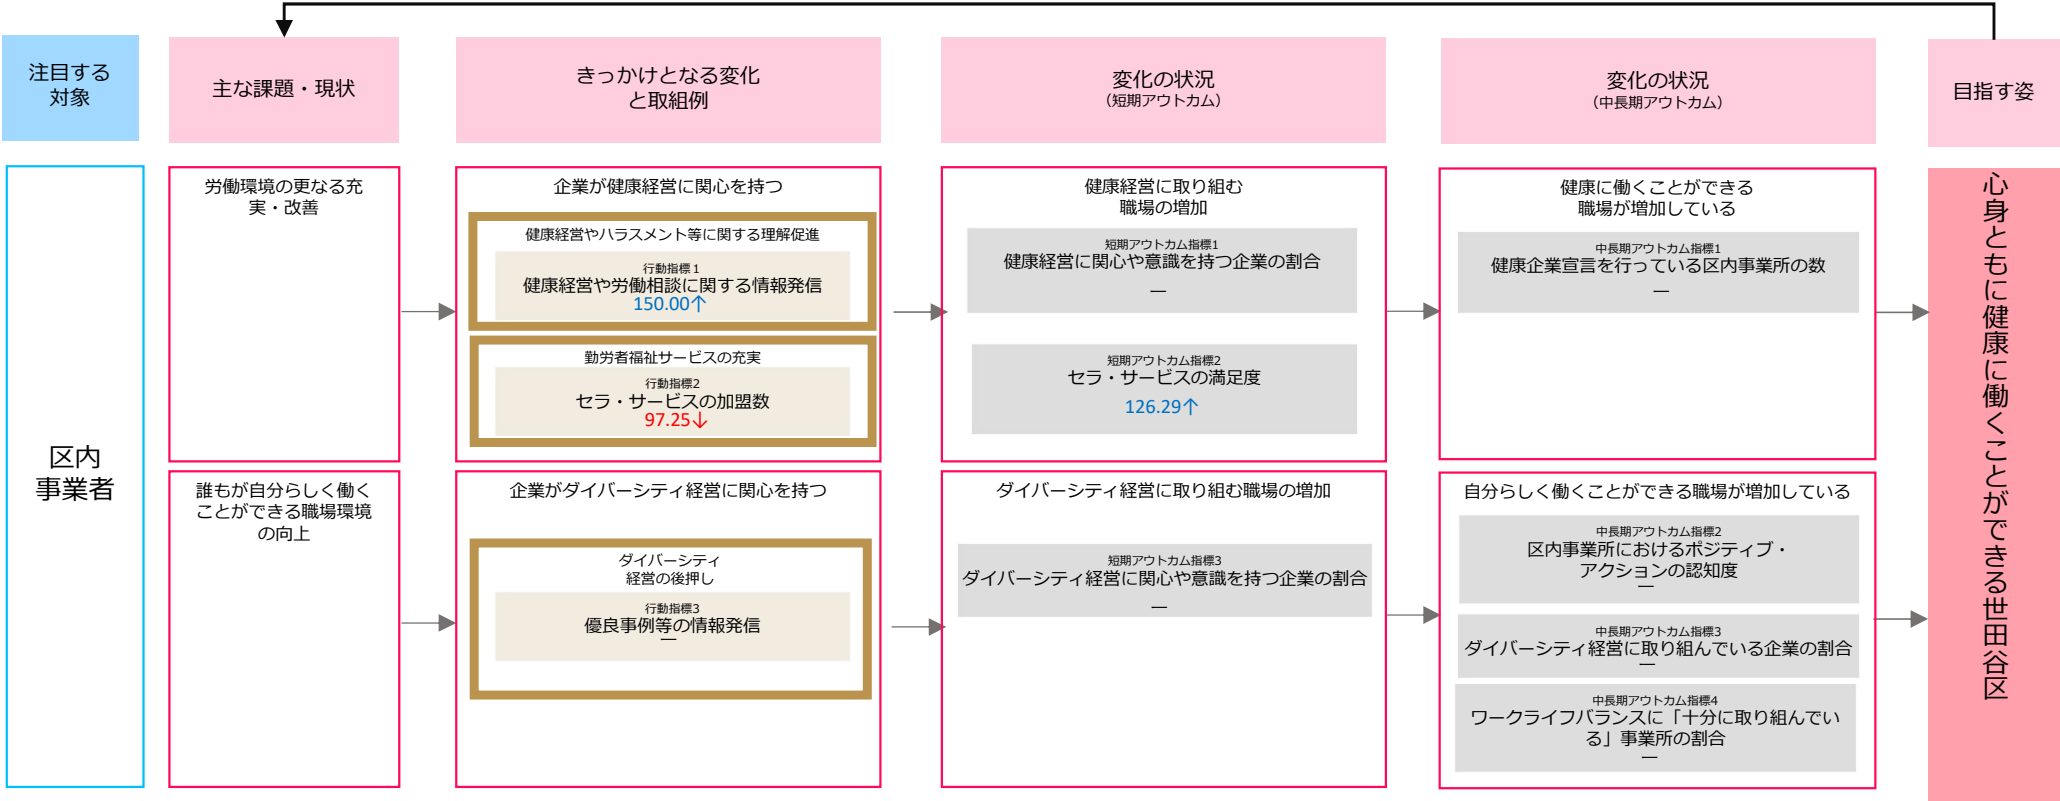 注目する
対象
主な課題・現状
きっかけとなる変化
と取組例
変化の状況
（短期アウトカム）
変化の状況
（中長期アウトカム）
目指す姿
区内
事業者
労働環境の更なる充
実・改善
企業が健康経営に関心を持つ
健康経営やハラスメント等に関する理解促進
行動指標１
健康経営や労働相談に関する情報発信
150.00↑
勤労者福祉サービスの充実
行動指標2
セラ・サービスの加盟数
97.25↓
健康経営に取り組む
職場の増加
短期アウトカム指標1
健康経営に関心や意識を持つ企業の割合
―
短期アウトカム指標2
セラ・サービスの満足度
126.29↑
健康に働くことができる
職場が増加している
中長期アウトカム指標1
健康企業宣言を行っている区内事業所の数
―
誰もが自分らしく働く
ことができる職場環境
の向上
企業がダイバーシティ経営に関心を持つ
ダイバーシティ
経営の後押し
行動指標3
優良事例等の情報発信
―
ダイバーシティ経営に取り組む職場の増加
短期アウトカム指標3
ダイバーシティ経営に関心や意識を持つ企業の割合
―
自分らしく働くことができる職場が増加している
中長期アウトカム指標2
区内事業所におけるポジティブ・
アクションの認知度
―
中長期アウトカム指標3
ダイバーシティ経営に取り組んでいる企業の割合
―
中長期アウトカム指標4
ワークライフバランスに「十分に取り組んでい
る」事業所の割合
―
心身ともに健康に働くことができる世田谷区